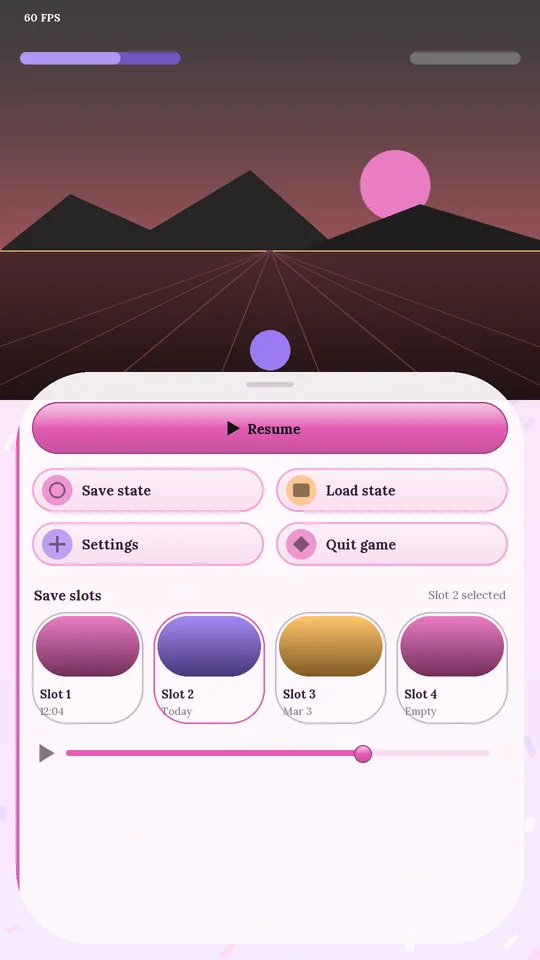 60 FPS
Resume
Save state
Load state
Settings
Quit game
Save slots
Slot 2 selected
Slot 1
12:04
Slot 2
Today
Slot 3
Mar 3
Slot 4
Empty